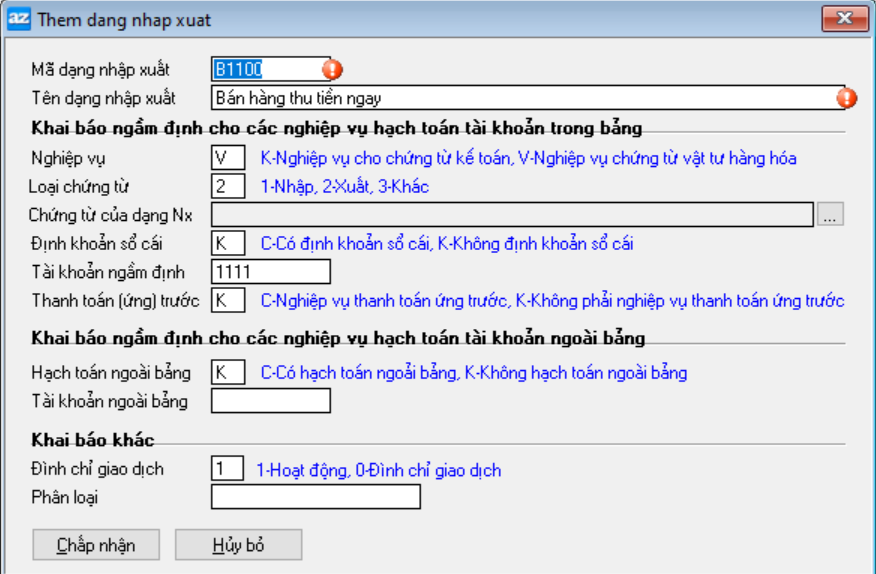 az Them dang nhap xuat
Mã dạng nhập xuất B1100
Tên dạng nhập xuất Bán hàng thu tiền ngay
Khai báo ngầm định cho các nghiệp vụ hạch toán tài khoản trong bảng
Nghiệp vụ V K-Nghiệp vụ cho chứng từ kế toán, V-Nghiệp vụ chứng từ vật tư hàng hóa
Loại chứng từ 2 1-Nhập, 2-Xuất, 3-Khác
Chứng từ của dạng Nx ...
Định khoản sổ cái K C-Có định khoản sổ cái, K-Không định khoản sổ cái
Tài khoản ngầm định 1111
Thanh toán (ứng) trước K C-Nghiệp vụ thanh toán ứng trước, K-Không phải nghiệp vụ thanh toán ứng trước
Khai báo ngầm định cho các nghiệp vụ hạch toán tài khoản ngoài bảng
Hạch toán ngoài bảng K C-Có hạch toán ngoải bảng, K-Không hạch toán ngoài bảng
Tài khoản ngoài bảng
Khai báo khác
Đình chỉ giao dịch 1 1-Hoạt động, 0-Đình chỉ giao dịch
Phân loại
Chấp nhận Hủy bỏ